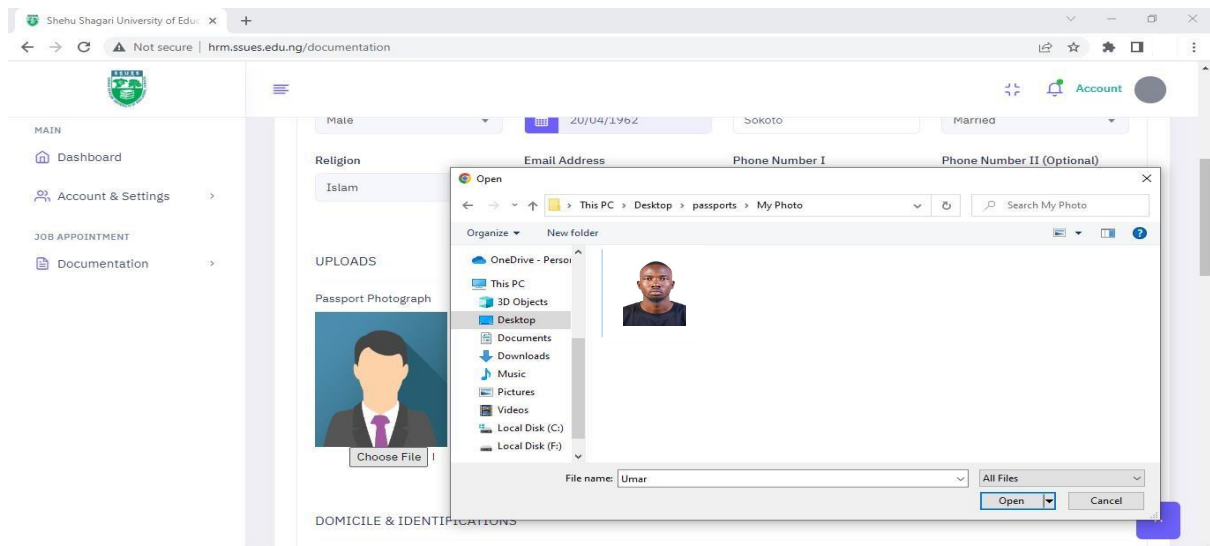 Shehu Shagari University of Educ
Not secure | hrm.ssues.edu.ng/documentation
SSUES
Account
MAIN
Dashboard
Account & Settings
JOB APPOINTMENT
Documentation
Male
20/04/1962
Sokoto
Married
Religion
Email Address
Phone Number I
Phone Number II (Optional)
Islam
UPLOADS
Passport Photograph
Choose File
DOMICILE & IDENTIFICATIONS
Open
This PC > Desktop > passports > My Photo
Search My Photo
Organize
New folder
OneDrive - Person
This PC
3D Objects
Desktop
Documents
Downloads
Music
Pictures
Videos
Local Disk (C:)
Local Disk (F:)
File name: Umar
All Files
Open
Cancel